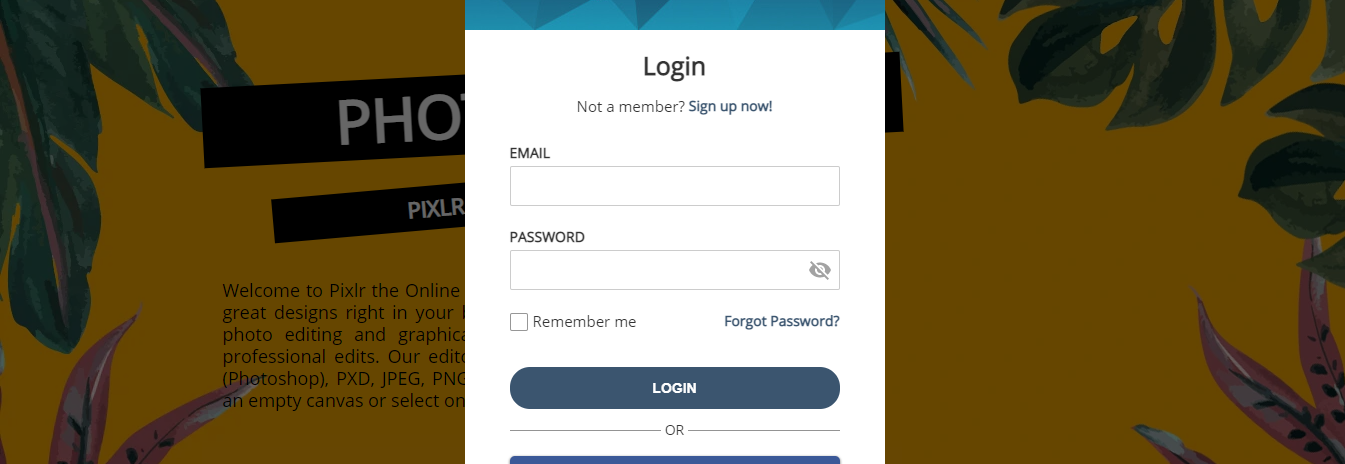 Login
Not a member? Sign up now!
PHO
EMAIL
PIXLR
PASSWORD
Welcome to Pixlr the Online
great designs right in your
photo editing and graphica
professional edits. Our edito
(Photoshop), PXD, JPEG, PNG
an empty canvas or select on
Remember me Forgot Password?
LOGIN
OR